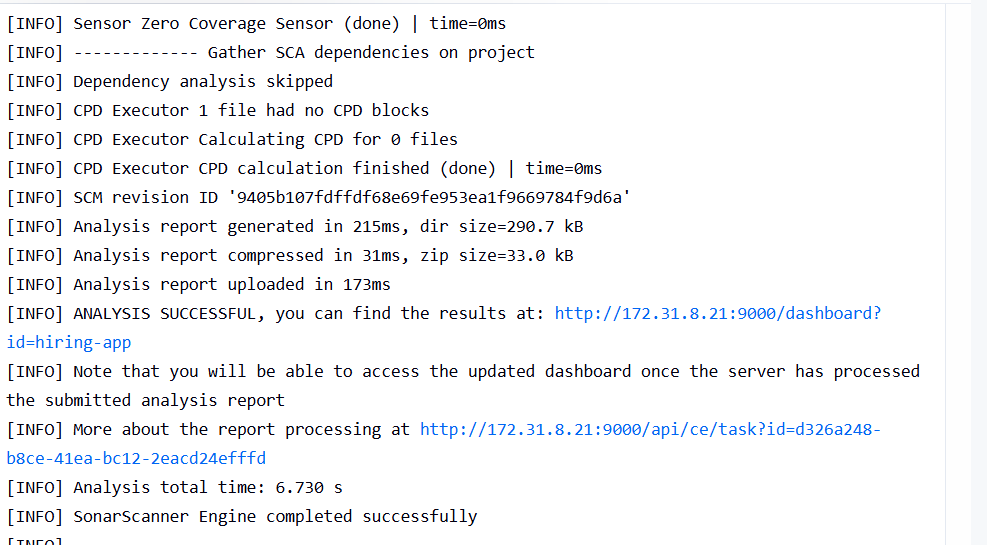 [INFO] Sensor Zero Coverage Sensor (done) | time=0ms
[INFO] ------------- Gather SCA dependencies on project
[INFO] Dependency analysis skipped
[INFO] CPD Executor 1 file had no CPD blocks
[INFO] CPD Executor Calculating CPD for 0 files
[INFO] CPD Executor CPD calculation finished (done) | time=0ms
[INFO] SCM revision ID '9405b107fdffdf68e69fe953ea1f9669784f9d6a'
[INFO] Analysis report generated in 215ms, dir size=290.7 kB
[INFO] Analysis report compressed in 31ms, zip size=33.0 kB
[INFO] Analysis report uploaded in 173ms
[INFO] ANALYSIS SUCCESSFUL, you can find the results at: http://172.31.8.21:9000/dashboard?
id=hiring-app
[INFO] Note that you will be able to access the updated dashboard once the server has processed
the submitted analysis report
[INFO] More about the report processing at http://172.31.8.21:9000/api/ce/task?id=d326a248-
b8ce-41ea-bc12-2eacd24efffd
[INFO] Analysis total time: 6.730 s
[INFO] SonarScanner Engine completed successfully
[INFO]